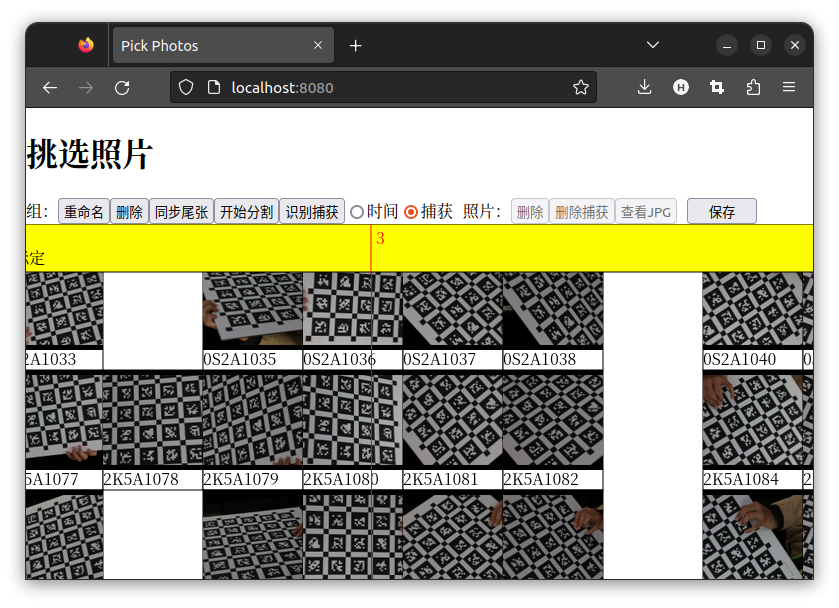 Pick Photos
localhost:8080
挑选照片
组: 重命名 删除 同步尾张 开始分割 识别捕获 时间 捕获 照片: 删除 删除捕获 查看JPG 保存
3
定
2A1033 0S2A1035 0S2A1036 0S2A1037 0S2A1038 0S2A1040
5A1077 2K5A1078 2K5A1079 2K5A1080 2K5A1081 2K5A1082 2K5A1084 2